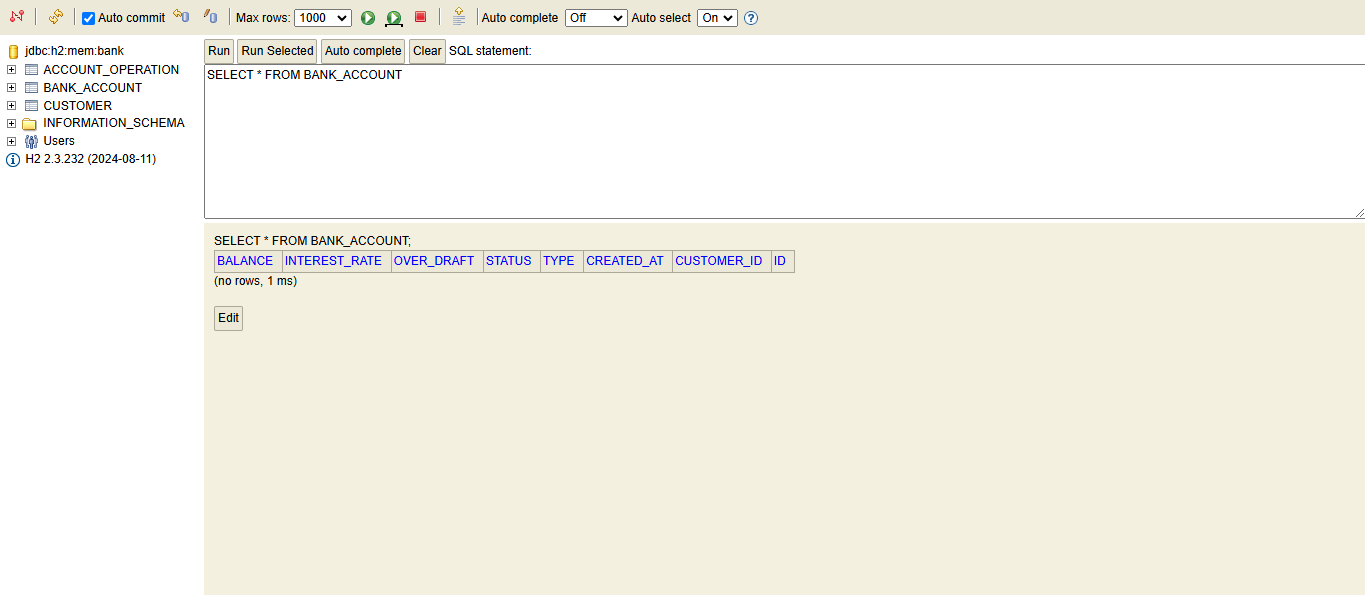 Auto commit Max rows: 1000 Auto complete Off Auto select On
jdbc:h2:mem:bank
ACCOUNT_OPERATION
BANK_ACCOUNT
CUSTOMER
INFORMATION_SCHEMA
Users
H2 2.3.232 (2024-08-11)
Run Run Selected Auto complete Clear SQL statement:
SELECT * FROM BANK_ACCOUNT
SELECT * FROM BANK_ACCOUNT;
BALANCE INTEREST_RATE OVER_DRAFT STATUS TYPE CREATED_AT CUSTOMER_ID ID
(no rows, 1 ms)
Edit